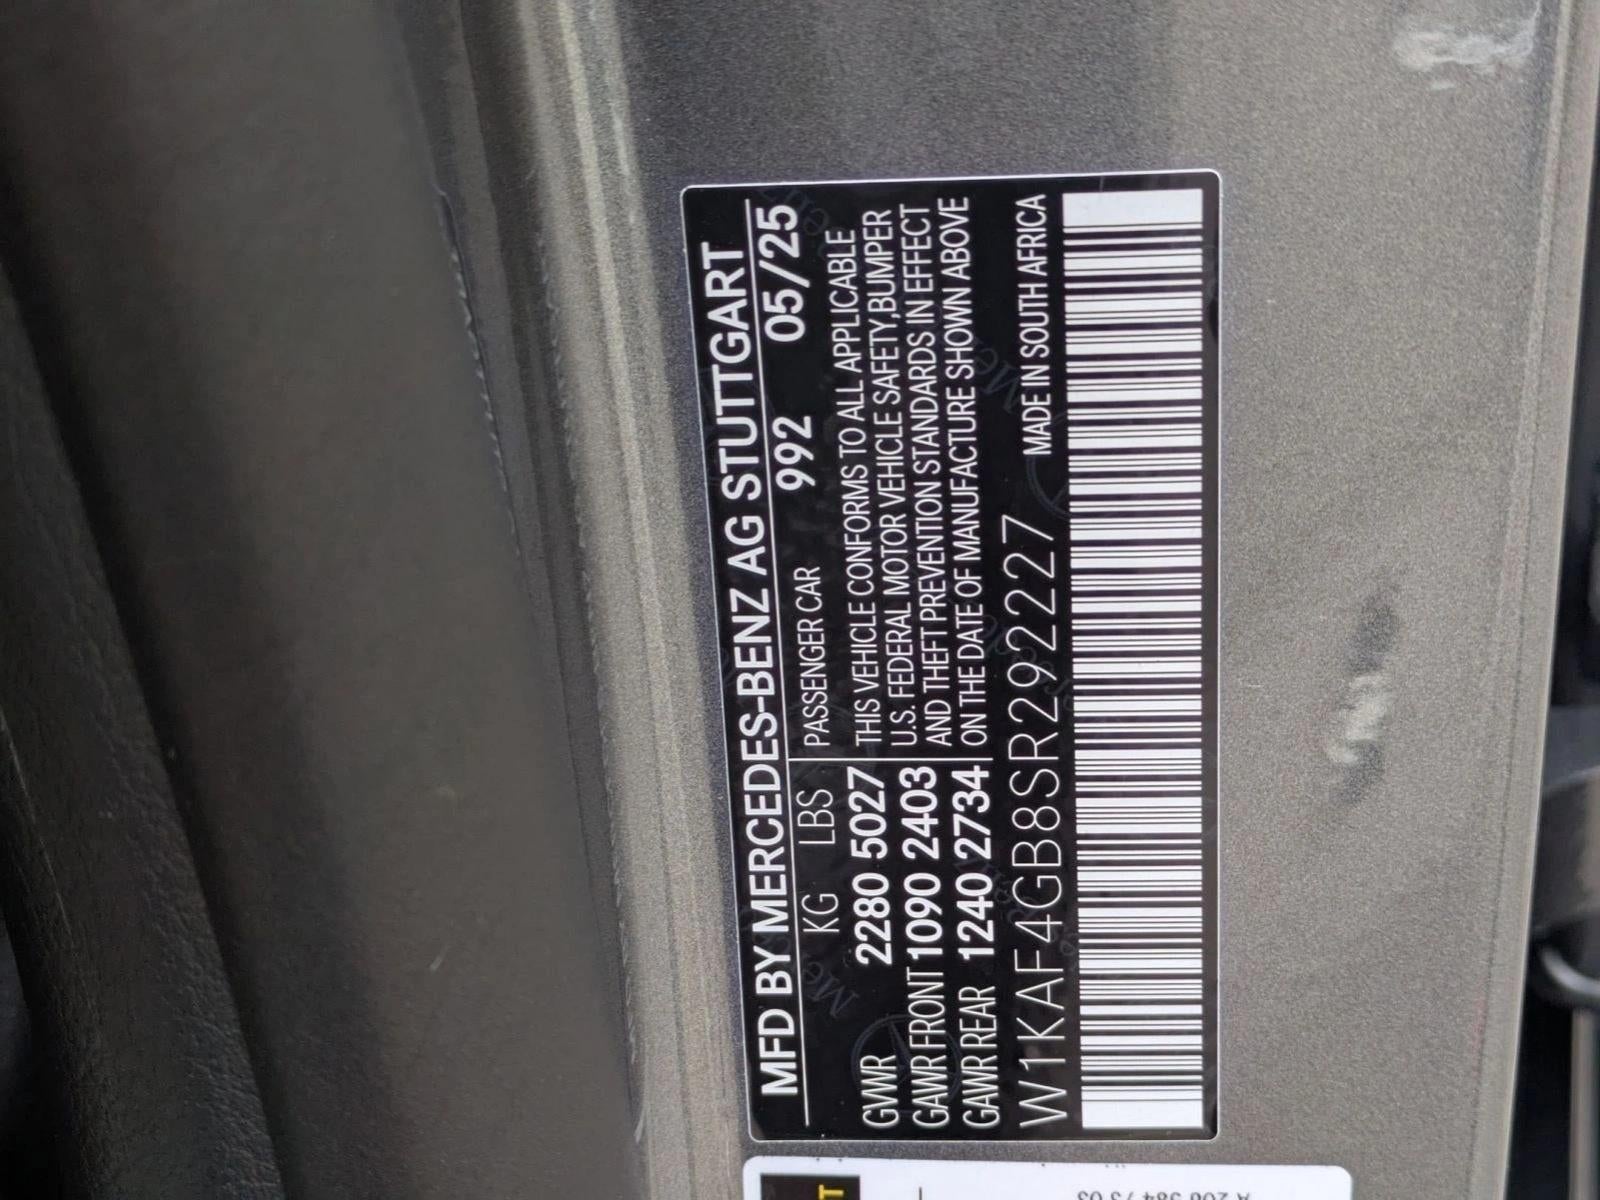 MFD BY MERCEDES-BENZ AG STUTTGART
KG LBS PASSENGER CAR 992 05/25
GVWR 2280 5027 THIS VEHICLE CONFORMS TO ALL APPLICABLE
U.S. FEDERAL MOTOR VEHICLE SAFETY,BUMPER
GAWR FRONT 1090 2403 AND THEFT PREVENTION STANDARDS IN EFFECT
GAWR REAR 1240 2734 ON THE DATE OF MANUFACTURE SHOWN ABOVE
W1KAF4GB8SR292227 MADE IN SOUTH AFRICA